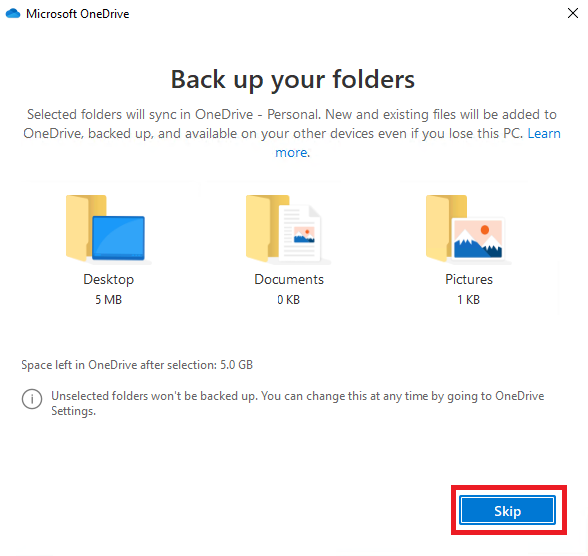 Microsoft OneDrive
Back up your folders
Selected folders will sync in OneDrive - Personal. New and existing files will be added to
OneDrive, backed up, and available on your other devices even if you lose this PC. Learn
more.
Desktop
5 MB
Documents
0 KB
Pictures
1 KB
Space left in OneDrive after selection: 5.0 GB
Unselected folders won't be backed up. You can change this at any time by going to OneDrive
Settings.
Skip